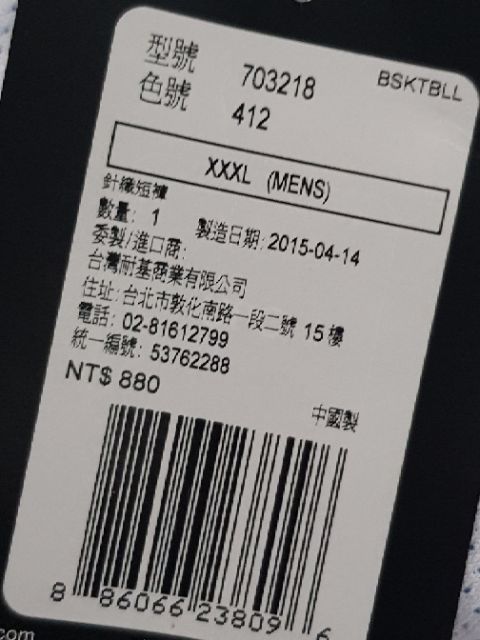 型號 703218 BSKTBLL
色號 412
XXXL (MENS)
針織短褲
數量: 1 製造日期: 2015-04-14
委製/進口商:
台灣耐基商業有限公司
住址: 台北市敦化南路一段二號 15 樓
電話: 02-81612799
統一編號: 53762288
NT$ 880
中國製
8 86066 23809 6
.com